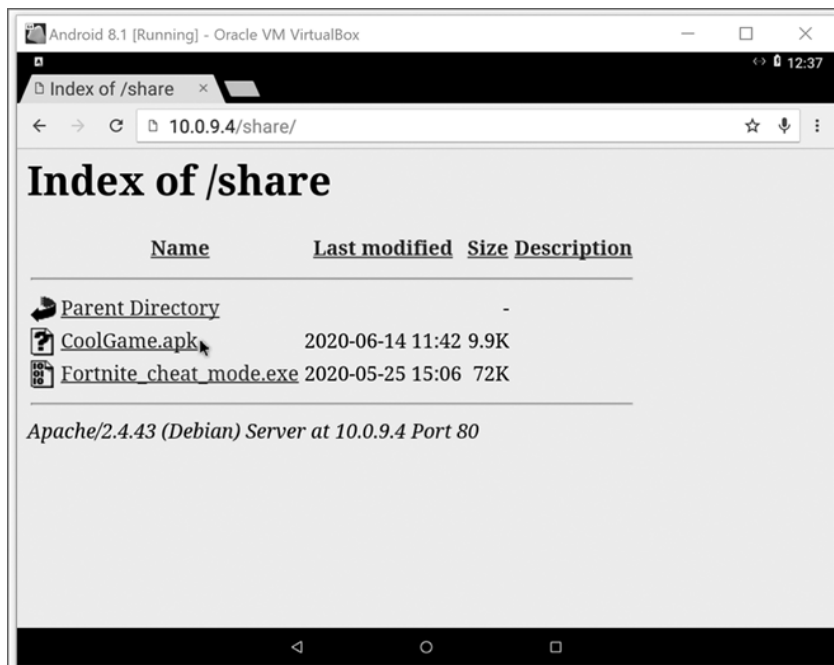 Android 8.1 [Running] - Oracle VM VirtualBox
12:37
Index of /share
10.0.9.4/share/
Index of /share
Name Last modified Size Description
Parent Directory -
CoolGame.apk 2020-06-14 11:42 9.9K
Fortnite_cheat_mode.exe 2020-05-25 15:06 72K
Apache/2.4.43 (Debian) Server at 10.0.9.4 Port 80